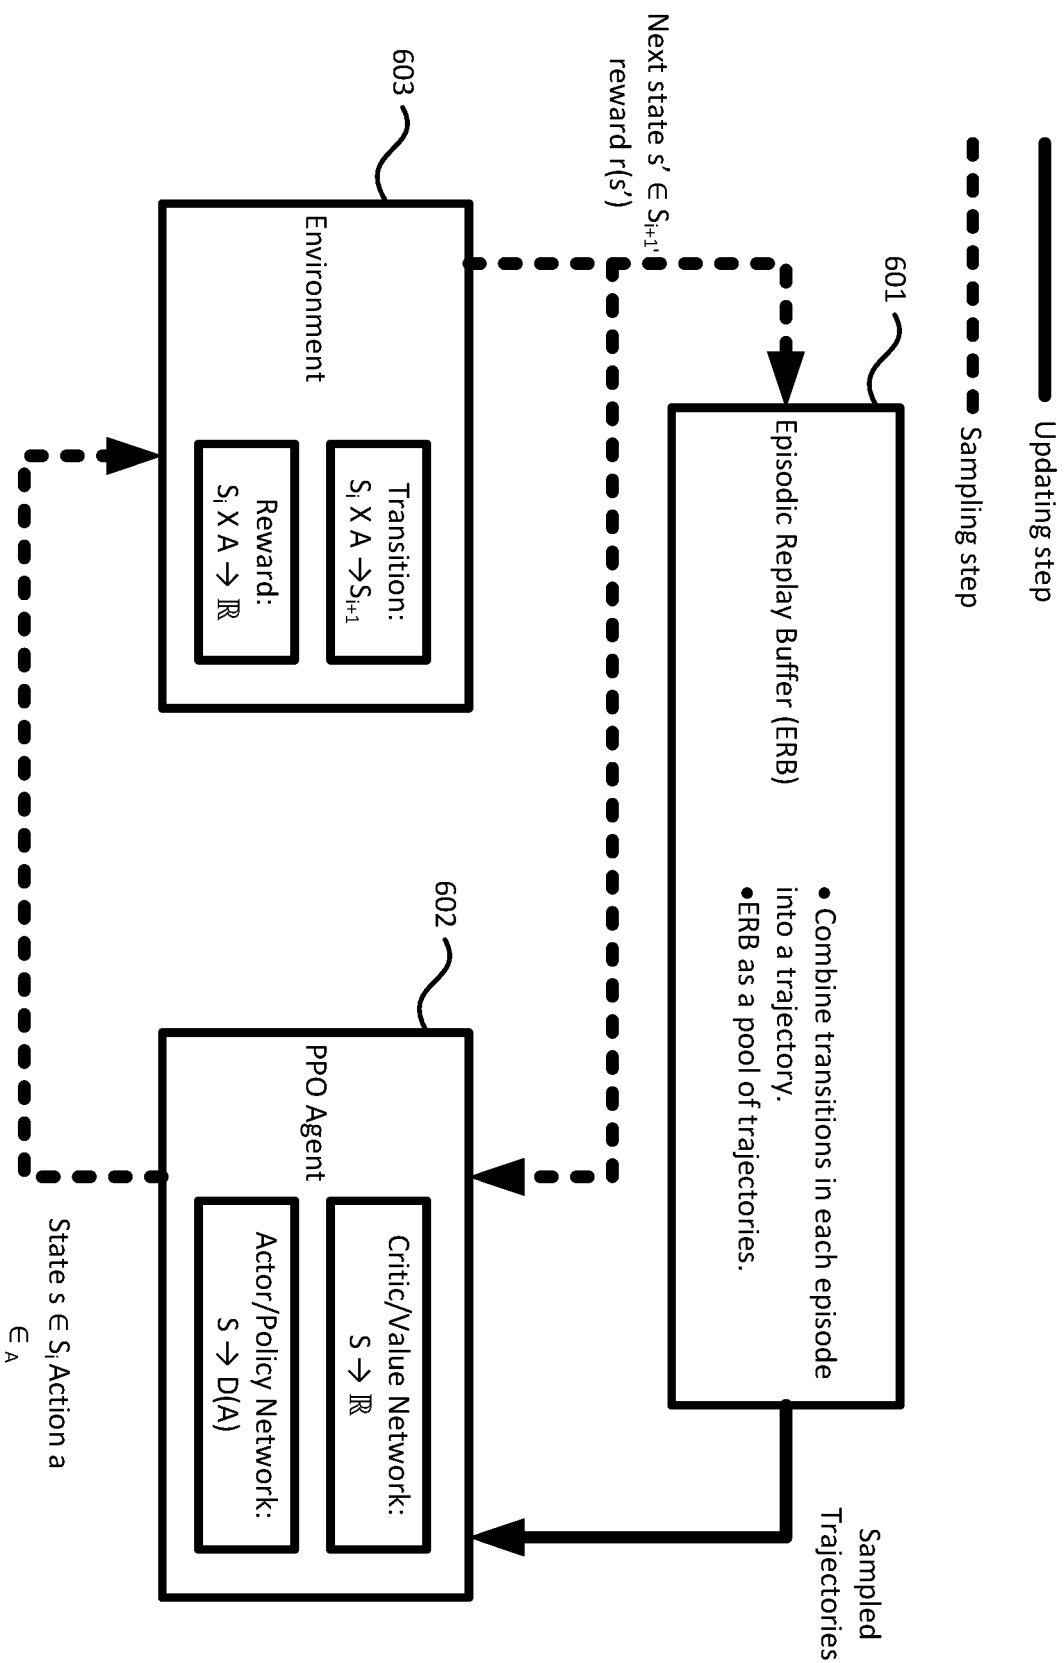 Updating step
Sampling step
601
Episodic Replay Buffer (ERB)
• Combine transitions in each episode
into a trajectory.
•ERB as a pool of trajectories.
Sampled
Trajectories
Next state s' ∈ Sᵢ₊₁,
reward r(s')
603
Environment
Transition:
Sᵢ X A →Sᵢ₊₁
Reward:
Sᵢ X A → ℝ
602
PPO Agent
Critic/Value Network:
S → ℝ
Actor/Policy Network:
S → D(A)
State s ∈ Sᵢ Action a
∈ A